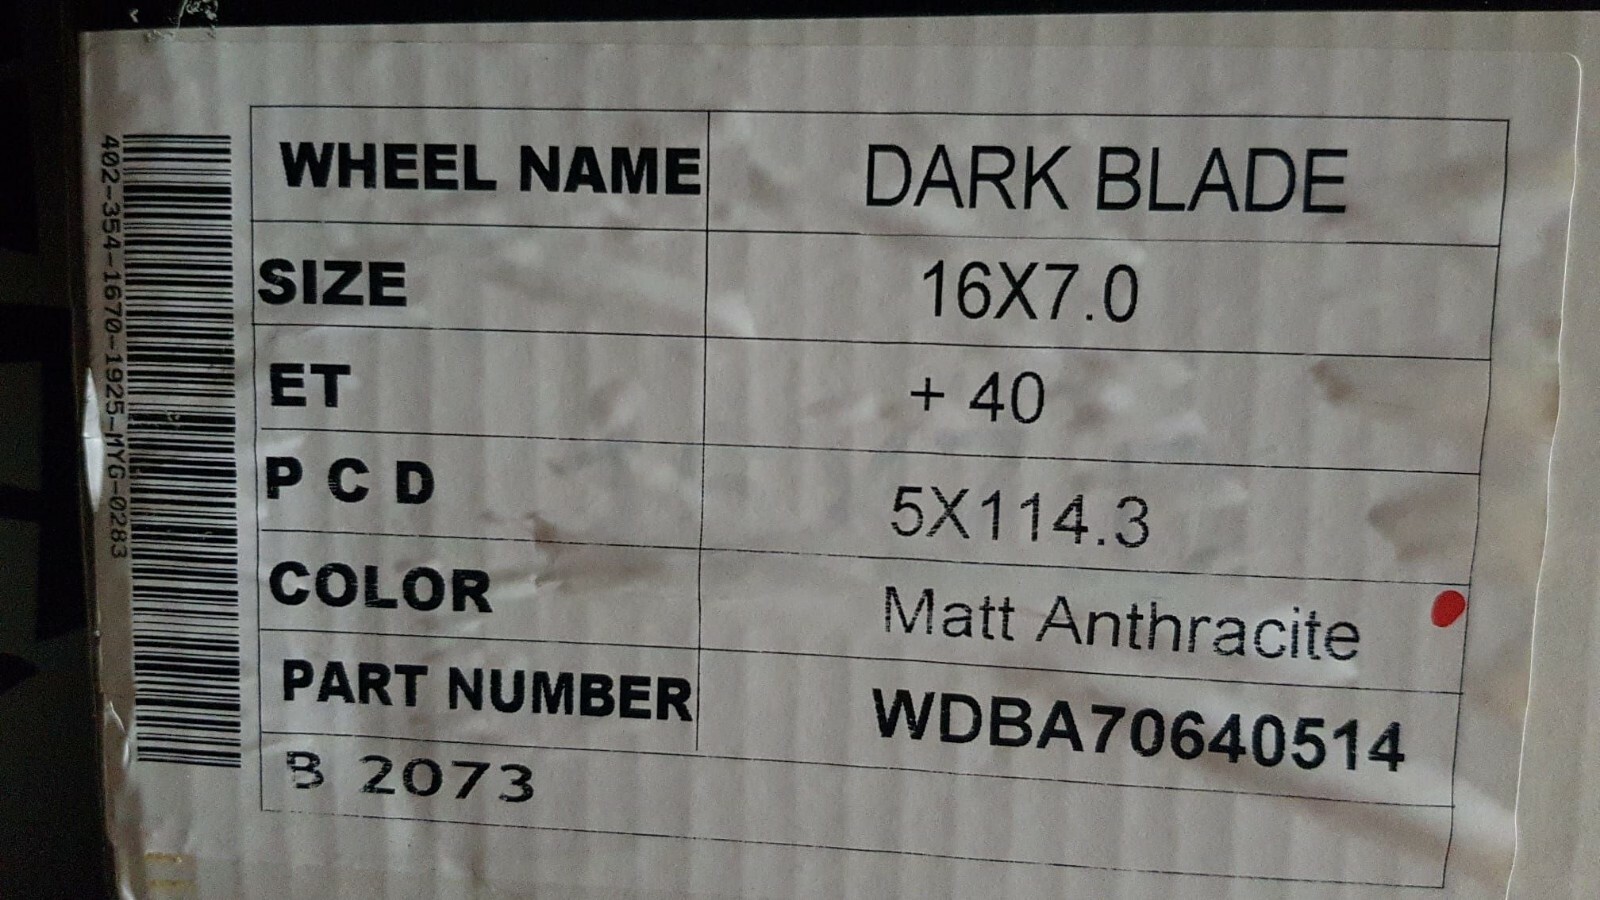 402-354-1670-1925-MYG-0283
WHEEL NAME DARK BLADE
SIZE 16X7.0
ET + 40
P C D 5X114.3
COLOR Matt Anthracite
PART NUMBER WDBA70640514
B 2073